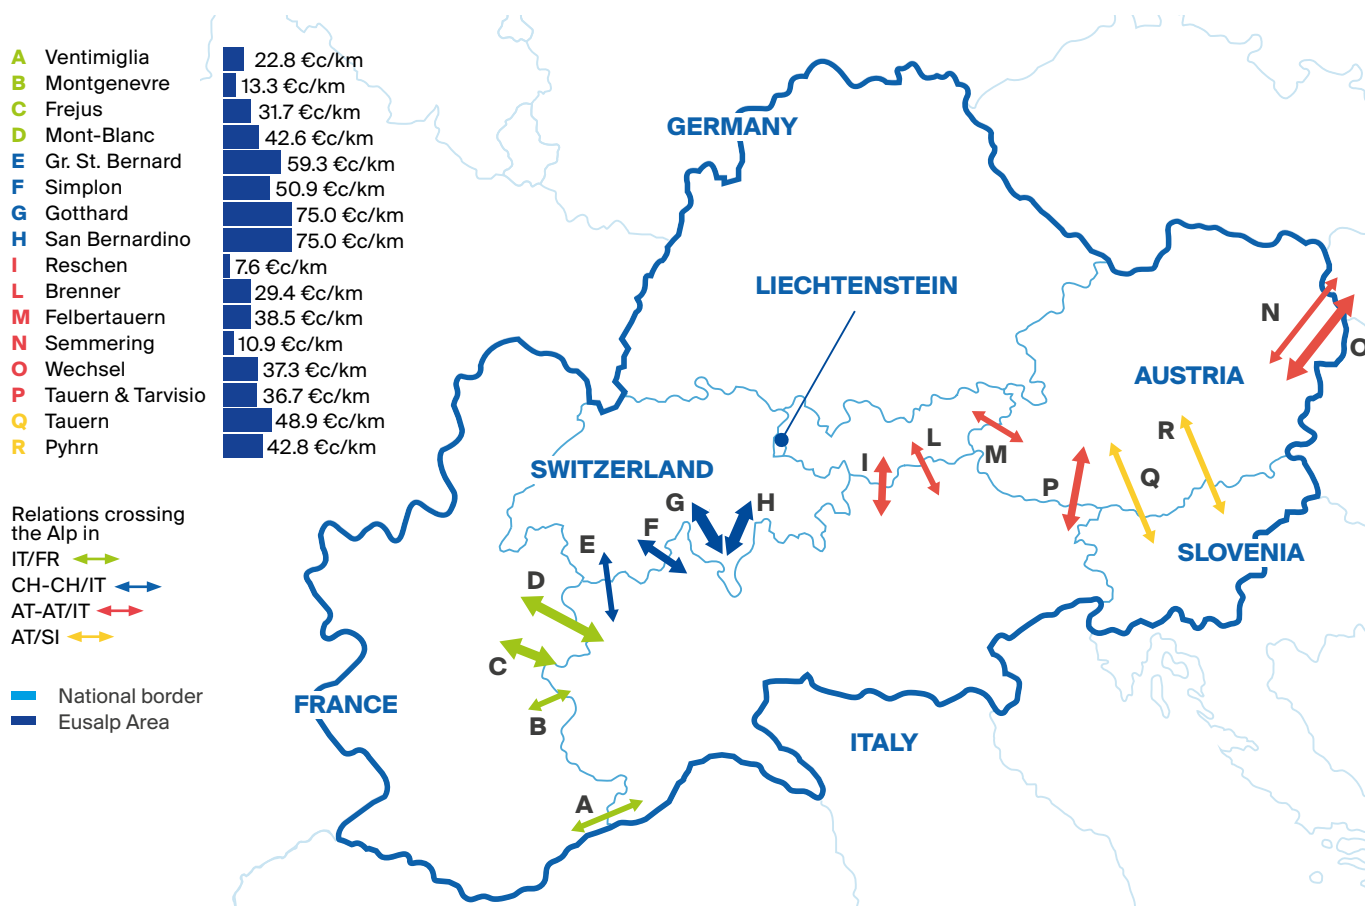 A Ventimiglia 22.8 €c/km
B Montgenevre 13.3 €c/km
C Frejus 31.7 €c/km
D Mont-Blanc 42.6 €c/km
E Gr. St. Bernard 59.3 €c/km
F Simplon 50.9 €c/km
G Gotthard 75.0 €c/km
H San Bernardino 75.0 €c/km
I Reschen 7.6 €c/km
L Brenner 29.4 €c/km
M Felbertauern 38.5 €c/km
N Semmering 10.9 €c/km
O Wechsel 37.3 €c/km
P Tauern & Tarvisio 36.7 €c/km
Q Tauern 48.9 €c/km
R Pyhrn 42.8 €c/km
Relations crossing
the Alp in
IT/FR
CH-CH/IT
AT-AT/IT
AT/SI
National border
Eusalp Area
GERMANY
LIECHTENSTEIN
N
O
AUSTRIA
R
L
M
I
SWITZERLAND
P
Q
G
H
F
E
SLOVENIA
D
C
FRANCE
B
ITALY
A